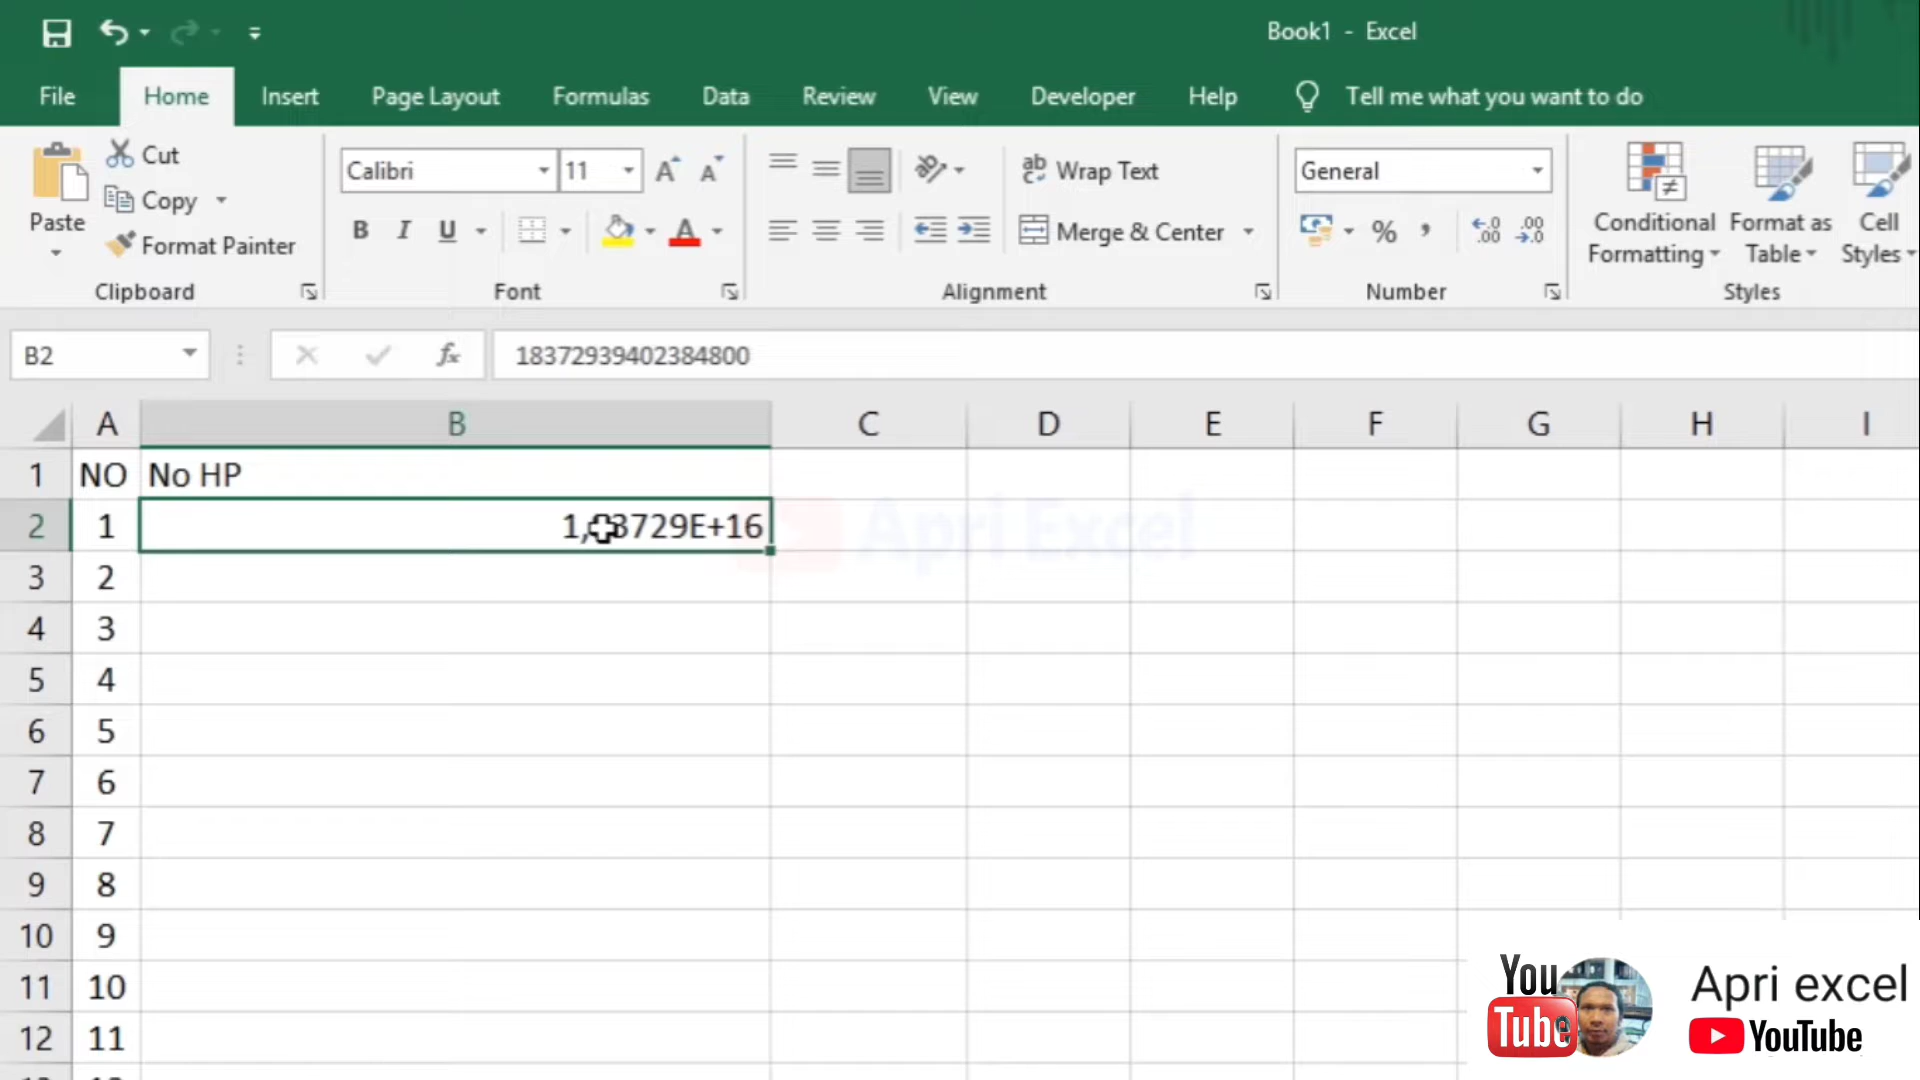 Book1 - Excel
File Home Insert Page Layout Formulas Data Review View Developer Help Tell me what you want to do
Paste
Cut
Copy
Format Painter
Clipboard
Calibri 11
B I U
Font
Wrap Text
Merge & Center
Alignment
General
% ,
Number
Conditional Formatting
Format as Table
Cell Styles
Styles
B2 fx 18372939402384800
A B C D E F G H I
1 NO No HP
2 1 1, 3729E+16
3 2
4 3
5 4
6 5
7 6
8 7
9 8
10 9
11 10
12 11
Apri Excel
You Tube
Apri excel
YouTube